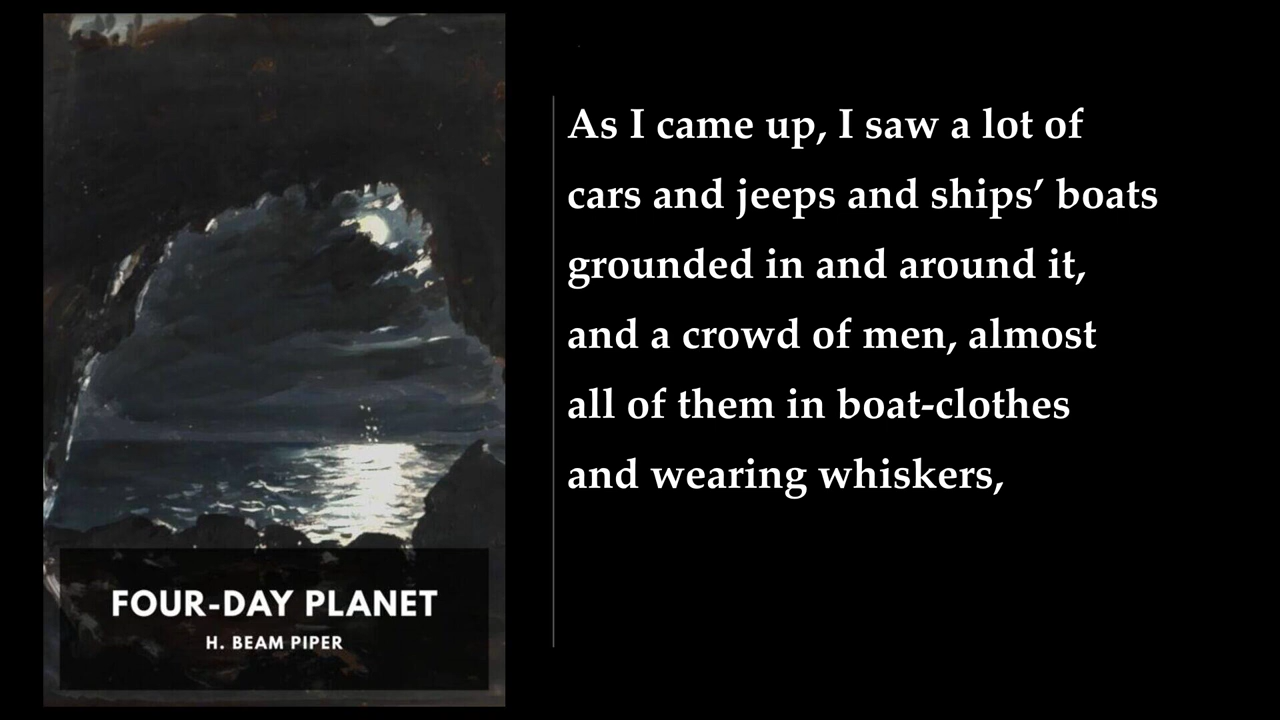 As I came up, I saw a lot of
cars and jeeps and ships’ boats
grounded in and around it,
and a crowd of men, almost
all of them in boat-clothes
and wearing whiskers,
FOUR-DAY PLANET
H. BEAM PIPER